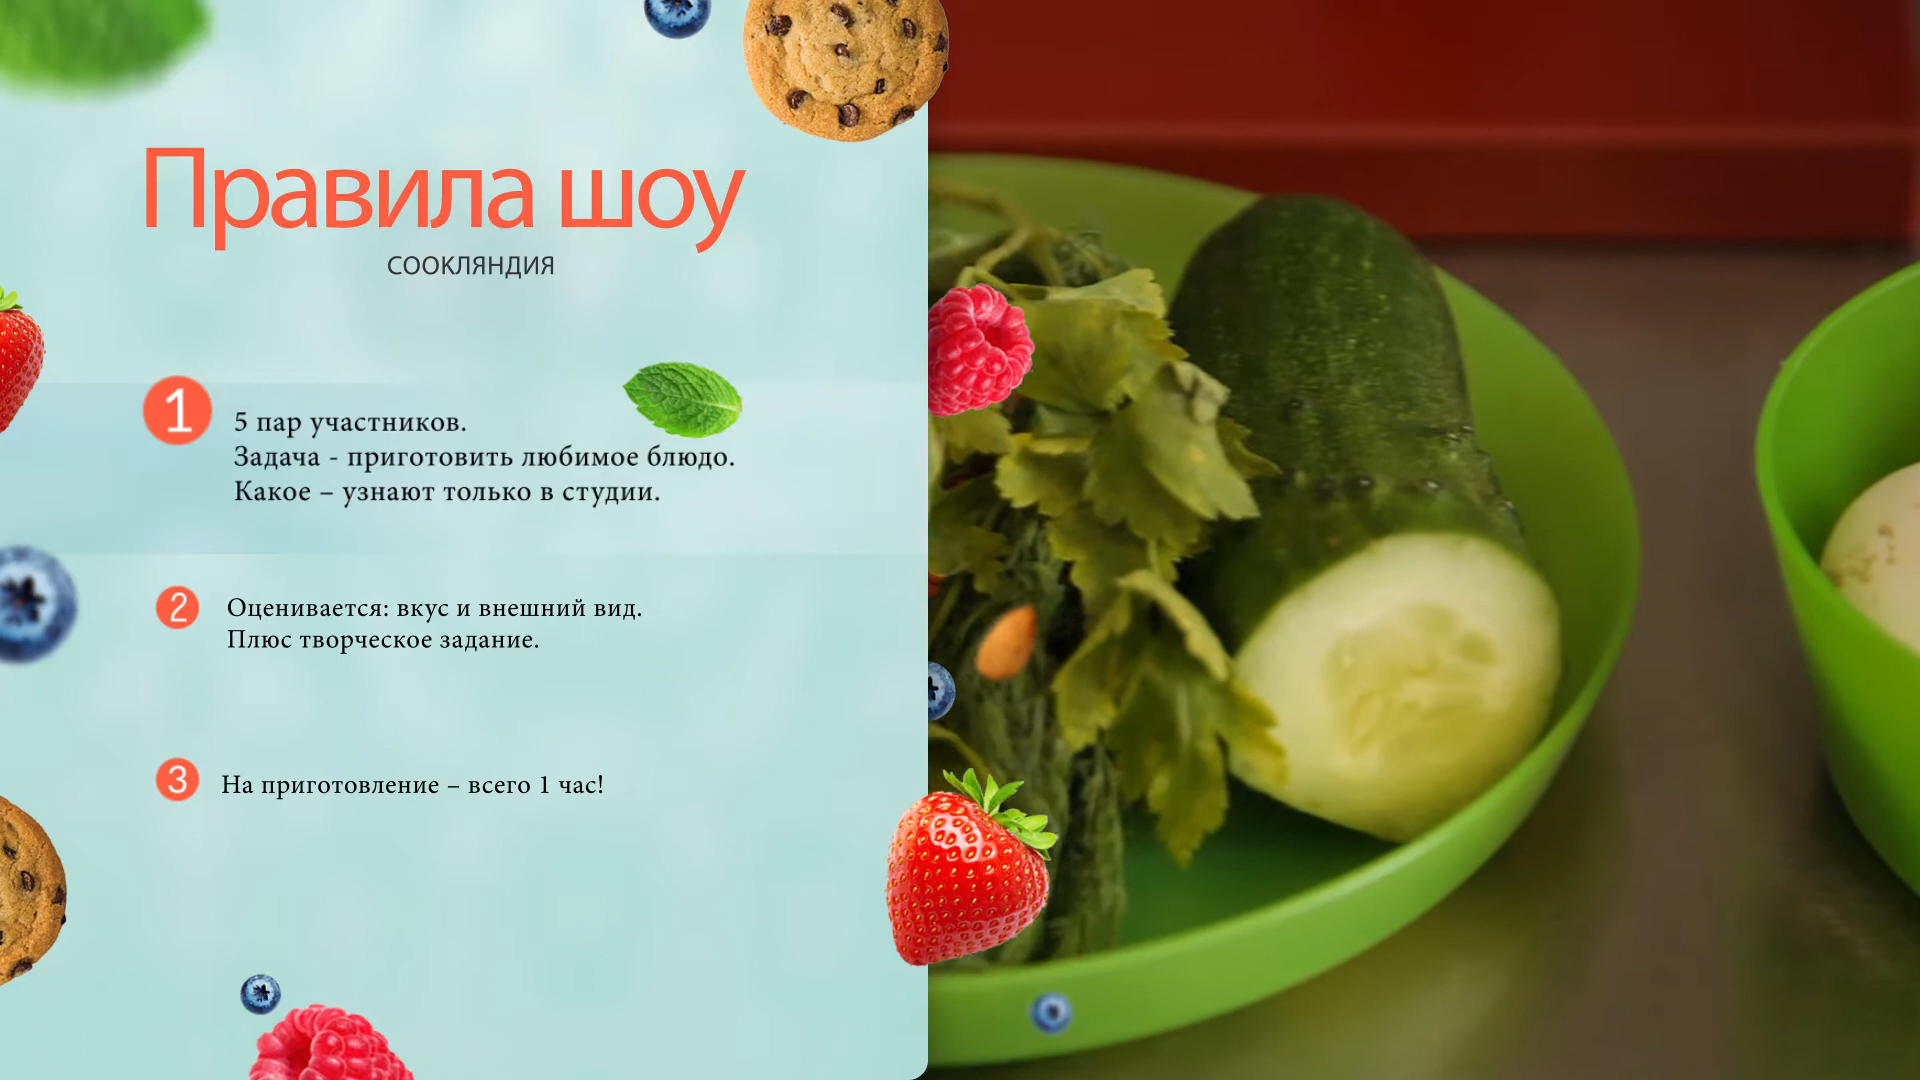 Правила шоу
COOKЛЯНДИЯ
1
5 пар участников.
Задача - приготовить любимое блюдо.
Какое – узнают только в студии.
2
Оценивается: вкус и внешний вид.
Плюс творческое задание.
3
На приготовление – всего 1 час!